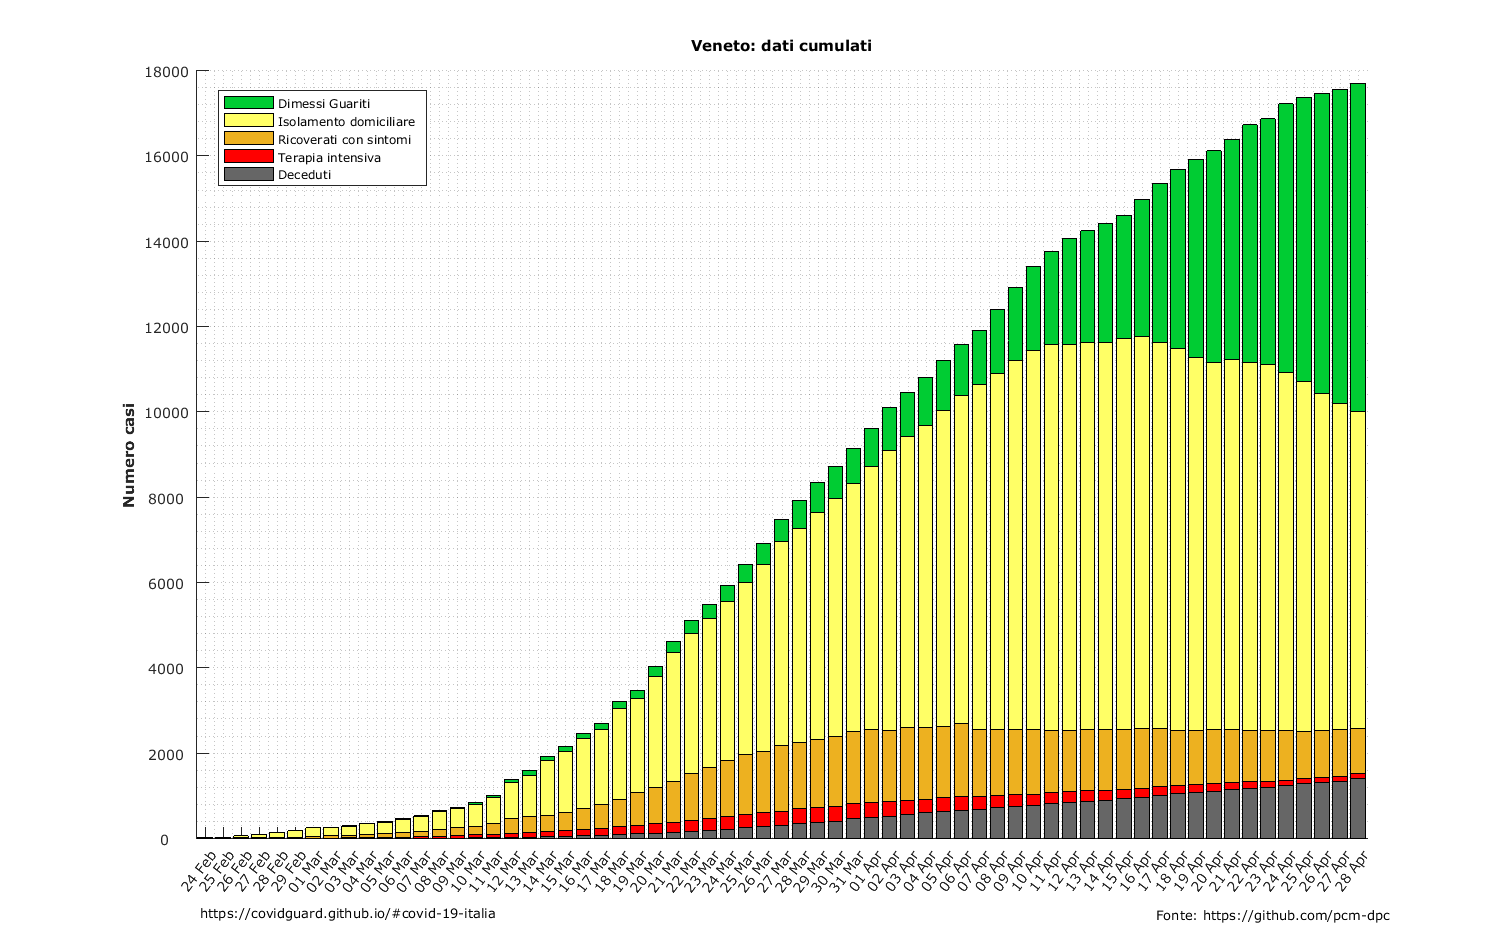 Veneto: dati cumulati
18000
16000
14000
12000
10000
8000
6000
4000
2000
0
Numero casi
Dimessi Guariti
Isolamento domiciliare
Ricoverati con sintomi
Terapia intensiva
Deceduti
24 Feb
25 Feb
26 Feb
27 Feb
28 Feb
29 Feb
01 Mar
02 Mar
03 Mar
04 Mar
05 Mar
06 Mar
07 Mar
08 Mar
09 Mar
10 Mar
11 Mar
12 Mar
13 Mar
14 Mar
15 Mar
16 Mar
17 Mar
18 Mar
19 Mar
20 Mar
21 Mar
22 Mar
23 Mar
24 Mar
25 Mar
26 Mar
27 Mar
28 Mar
29 Mar
30 Mar
31 Mar
01 Apr
02 Apr
03 Apr
04 Apr
05 Apr
06 Apr
07 Apr
08 Apr
09 Apr
10 Apr
11 Apr
12 Apr
13 Apr
14 Apr
15 Apr
16 Apr
17 Apr
18 Apr
19 Apr
20 Apr
21 Apr
22 Apr
23 Apr
24 Apr
25 Apr
26 Apr
27 Apr
28 Apr
https://covidguard.github.io/#covid-19-italia
Fonte: https://github.com/pcm-dpc